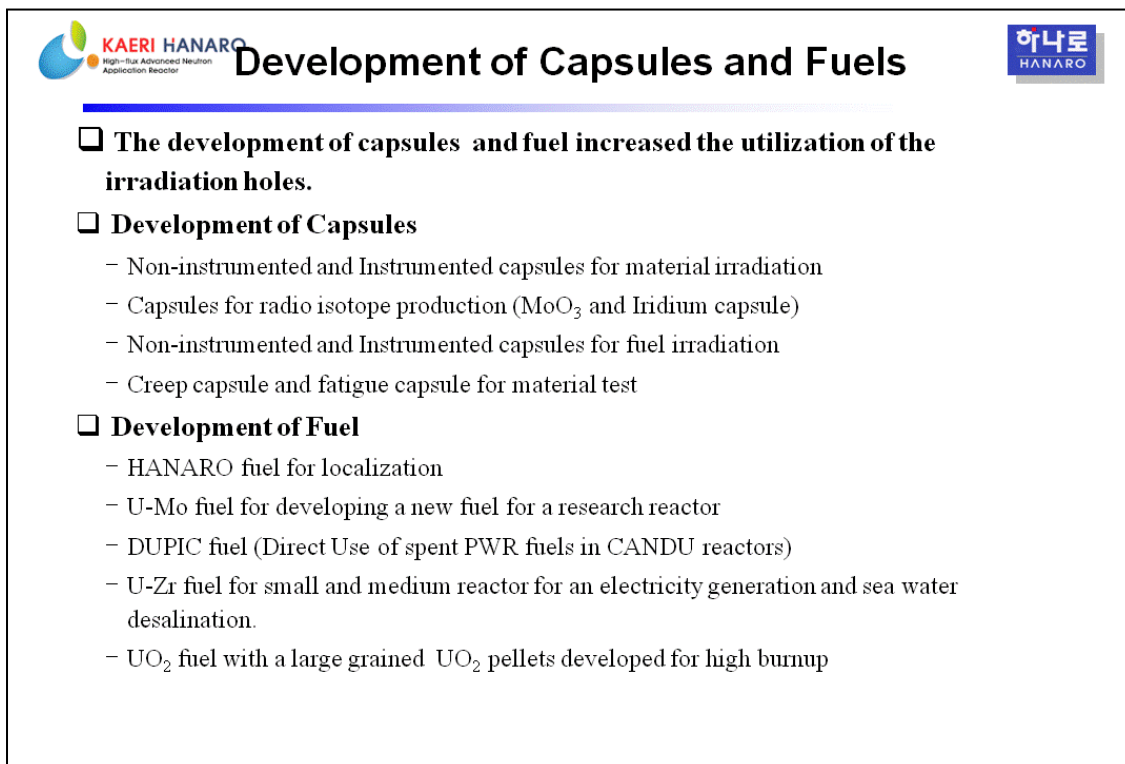 KAERI HANARO
High-flux Advanced Neutron
Application Reactor
Development of Capsules and Fuels
하나로
HANARO
❑ The development of capsules and fuel increased the utilization of the
irradiation holes.
❑ Development of Capsules
− Non-instrumented and Instrumented capsules for material irradiation
− Capsules for radio isotope production (MoO₃ and Iridium capsule)
− Non-instrumented and Instrumented capsules for fuel irradiation
− Creep capsule and fatigue capsule for material test
❑ Development of Fuel
− HANARO fuel for localization
− U-Mo fuel for developing a new fuel for a research reactor
− DUPIC fuel (Direct Use of spent PWR fuels in CANDU reactors)
− U-Zr fuel for small and medium reactor for an electricity generation and sea water
desalination.
− UO₂ fuel with a large grained UO₂ pellets developed for high burnup